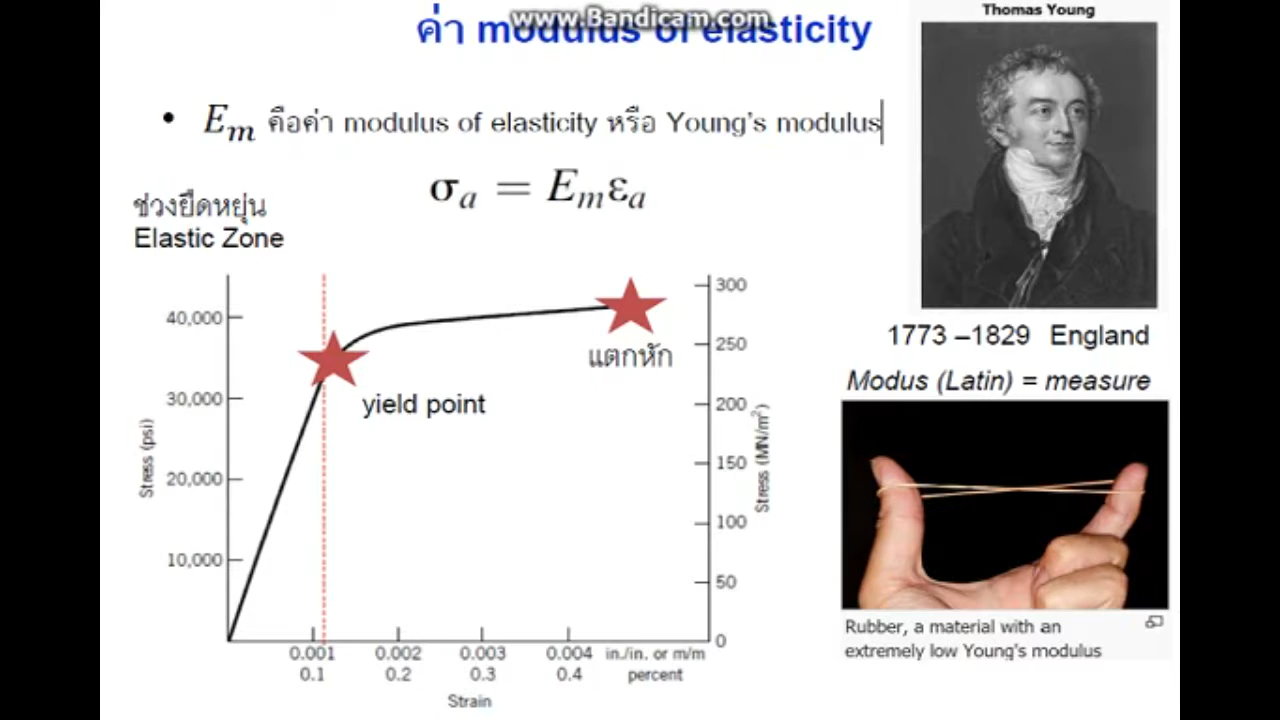 www.Bandicam.com
ค่า modulus of elasticity
Thomas Young
• Em คือค่า modulus of elasticity หรือ Young's modulus
σa = Emεa
ช่วงยืดหยุ่น
Elastic Zone
1773 –1829 England
Modus (Latin) = measure
Stress (psi)
40,000
30,000
20,000
10,000
yield point
แตกหัก
300
250
200
150
100
50
0
Stress (MN/m²)
0.001 0.002 0.003 0.004 in./in. or m/m
0.1 0.2 0.3 0.4 percent
Strain
Rubber, a material with an
extremely low Young's modulus